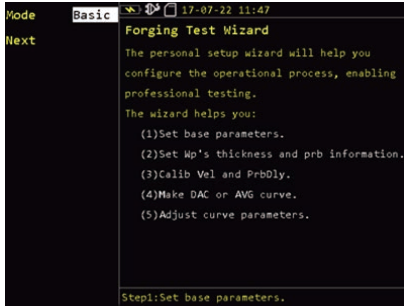 Mode Basic
Next
17-07-22 11:47
Forging Test Wizard
The personal setup wizard will help you
configure the operational process, enabling
professional testing.
The wizard helps you:
(1)Set base parameters.
(2)Set Wp's thickness and prb information.
(3)Calib Vel and PrbDly.
(4)Make DAC or AVG curve.
(5)Adjust curve parameters.
Step1:Set base parameters.